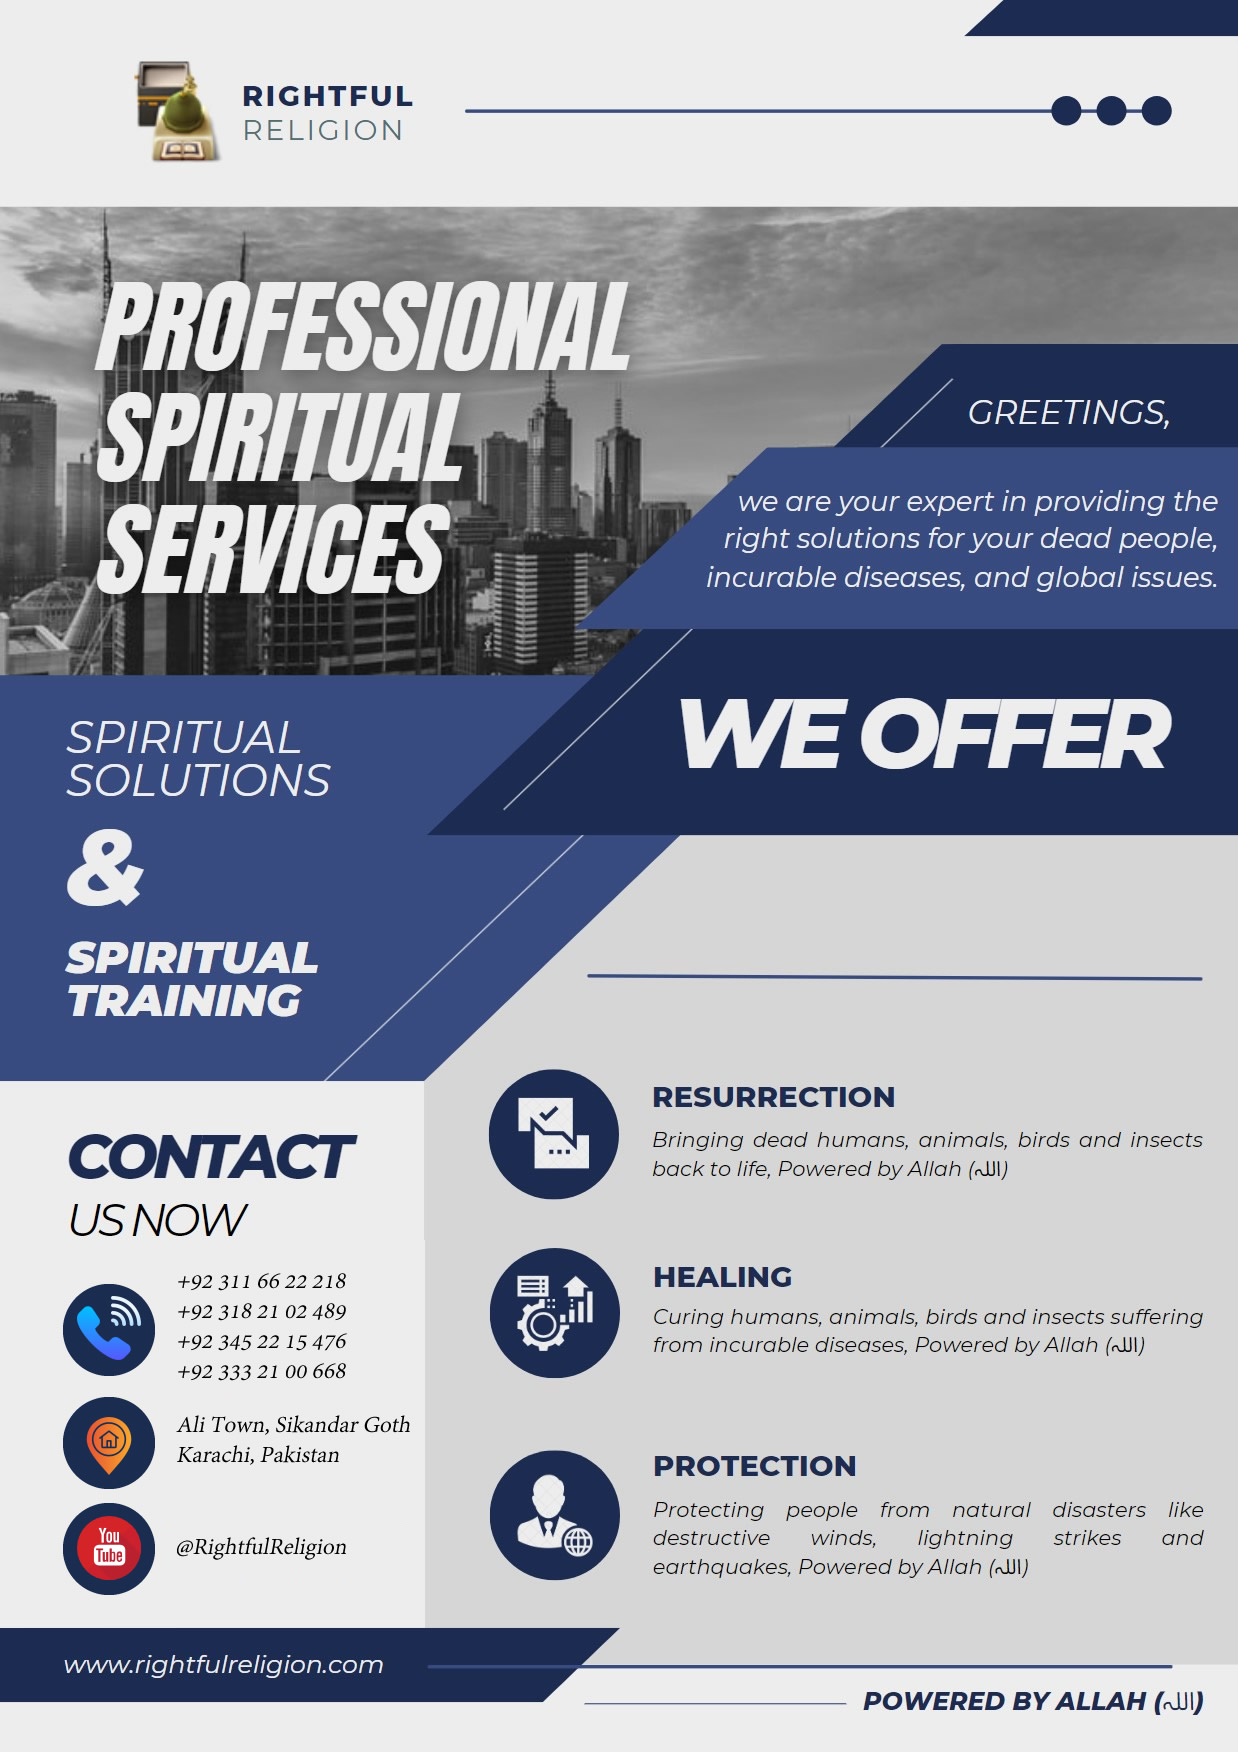 RIGHTFUL
RELIGION
PROFESSIONAL
SPIRITUAL
SERVICES
GREETINGS,
we are your expert in providing the
right solutions for your dead people,
incurable diseases, and global issues.
WE OFFER
SPIRITUAL
SOLUTIONS
&
SPIRITUAL
TRAINING
RESURRECTION
Bringing dead humans, animals, birds and insects
back to life, Powered by Allah (الله)
HEALING
Curing humans, animals, birds and insects suffering
from incurable diseases, Powered by Allah (الله)
PROTECTION
Protecting people from natural disasters like
destructive winds, lightning strikes and
earthquakes, Powered by Allah (الله)
CONTACT
US NOW
+92 311 66 22 218
+92 318 21 02 489
+92 345 22 15 476
+92 333 21 00 668
Ali Town, Sikandar Goth
Karachi, Pakistan
You
Tube
@RightfulReligion
www.rightfulreligion.com
POWERED BY ALLAH (الله)